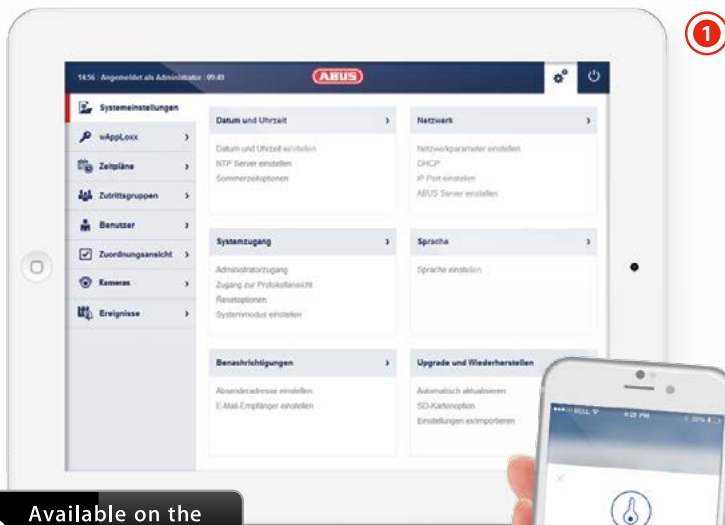 1
14:56 | Angemeldet als Administrator | 09:49
ABUS
Systemeinstellungen
wAppLoxx
Zeitpläne
Zutrittsgruppen
Benutzer
Zuordnungsansicht
Kameras
Ereignisse
Datum und Uhrzeit
Datum und Uhrzeit einstellen
NTP Server einstellen
Sommerzeitoptionen
Netzwerk
Netzwerkparameter einstellen
DHCP
IP Port einstellen
ABUS Server einstellen
Systemzugang
Administratorzugang
Zugang zur Protokollansicht
Resetoptionen
Systemmodus einstellen
Sprache
Sprache einstellen
Benachrichtigungen
Absenderadresse einstellen
E-Mail-Empfänger einstellen
Upgrade und Wiederherstellen
Automatisch aktualisieren
SD-Kartenoption
Einstellungen ex/importieren
BELL
4:21 PM
Available on the